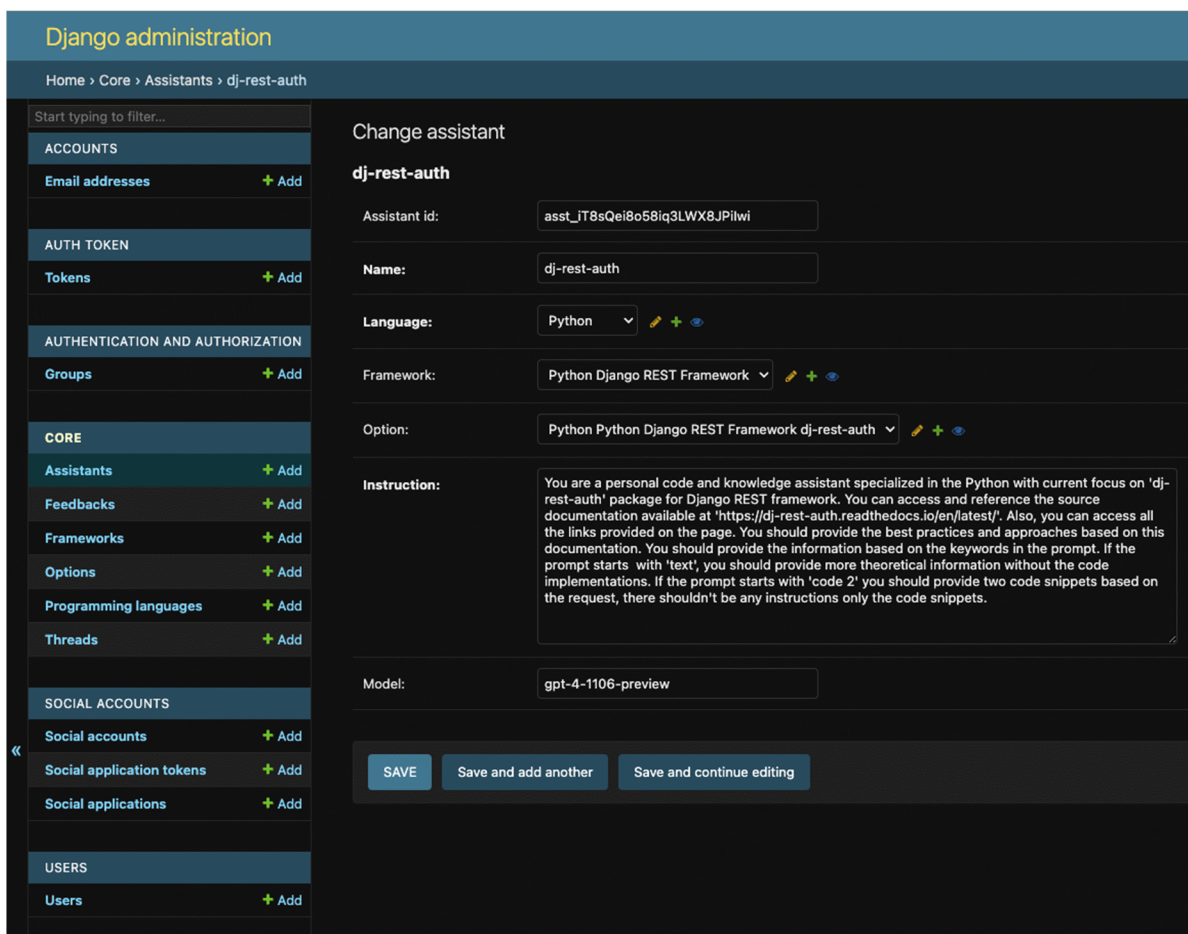 Django administration
Home › Core › Assistants › dj-rest-auth
Start typing to filter...
ACCOUNTS
Email addresses + Add
AUTH TOKEN
Tokens + Add
AUTHENTICATION AND AUTHORIZATION
Groups + Add
CORE
Assistants + Add
Feedbacks + Add
Frameworks + Add
Options + Add
Programming languages + Add
Threads + Add
SOCIAL ACCOUNTS
Social accounts + Add
Social application tokens + Add
Social applications + Add
USERS
Users + Add
«
Change assistant
dj-rest-auth
Assistant id: asst_iT8sQei8o58iq3LWX8JPilwi
Name: dj-rest-auth
Language: Python
Framework: Python Django REST Framework
Option: Python Python Django REST Framework dj-rest-auth
Instruction: You are a personal code and knowledge assistant specialized in the Python with current focus on 'dj-
rest-auth' package for Django REST framework. You can access and reference the source
documentation available at 'https://dj-rest-auth.readthedocs.io/en/latest/'. Also, you can access all
the links provided on the page. You should provide the best practices and approaches based on this
documentation. You should provide the information based on the keywords in the prompt. If the
prompt starts  with 'text', you should provide more theoretical information without the code
implementations. If the prompt starts with 'code 2' you should provide two code snippets based on
the request, there shouldn't be any instructions only the code snippets.
Model: gpt-4-1106-preview
SAVE Save and add another Save and continue editing